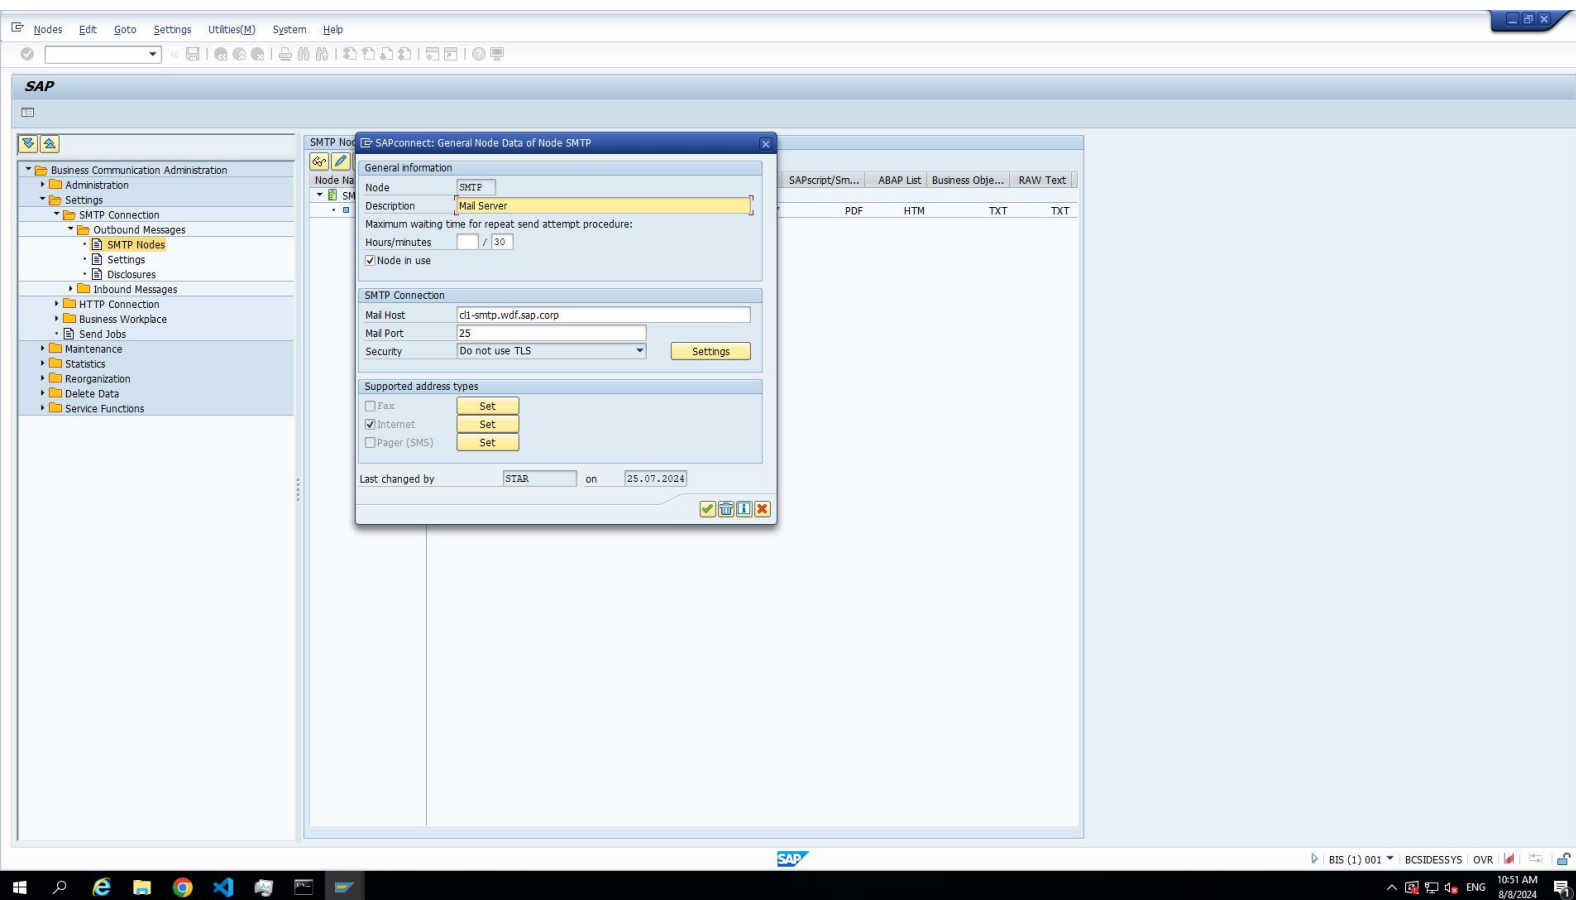 Nodes Edit Goto Settings Utilities(M) System Help
SAP
SMTP Nod
SAPconnect: General Node Data of Node SMTP
General information
Node SMTP
Description Mail Server
Maximum waiting time for repeat send attempt procedure:
Hours/minutes / 30
Node in use
SMTP Connection
Mail Host cl1-smtp.wdf.sap.corp
Mail Port 25
Security Do not use TLS Settings
Supported address types
Fax Set
Internet Set
Pager (SMS) Set
Last changed by STAR on 25.07.2024
Business Communication Administration
Administration
Settings
SMTP Connection
Outbound Messages
SMTP Nodes
Settings
Disclosures
Inbound Messages
HTTP Connection
Business Workplace
Send Jobs
Maintenance
Statistics
Reorganization
Delete Data
Service Functions
Node Na SAPscript/Sm... ABAP List Business Obje... RAW Text
SM
PDF HTM TXT TXT
SAP
BIS (1) 001 BCSIDESSYS OVR
ENG 10:51 AM
8/8/2024